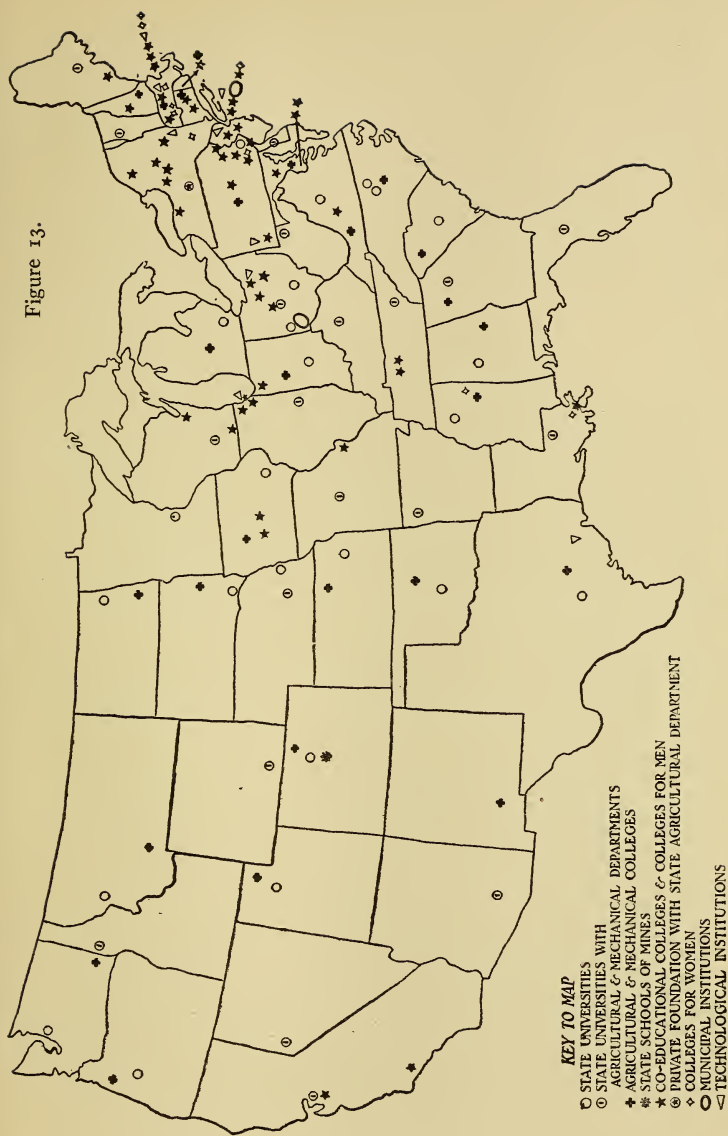 Figure 13.
KEY TO MAP
STATE UNIVERSITIES
STATE UNIVERSITIES WITH
AGRICULTURAL & MECHANICAL DEPARTMENTS
AGRICULTURAL & MECHANICAL COLLEGES
STATE SCHOOLS OF MINES
CO-EDUCATIONAL COLLEGES & COLLEGES FOR MEN
PRIVATE FOUNDATION WITH STATE AGRICULTURAL DEPARTMENT
COLLEGES FOR WOMEN
MUNICIPAL INSTITUTIONS
TECHNOLOGICAL INSTITUTIONS